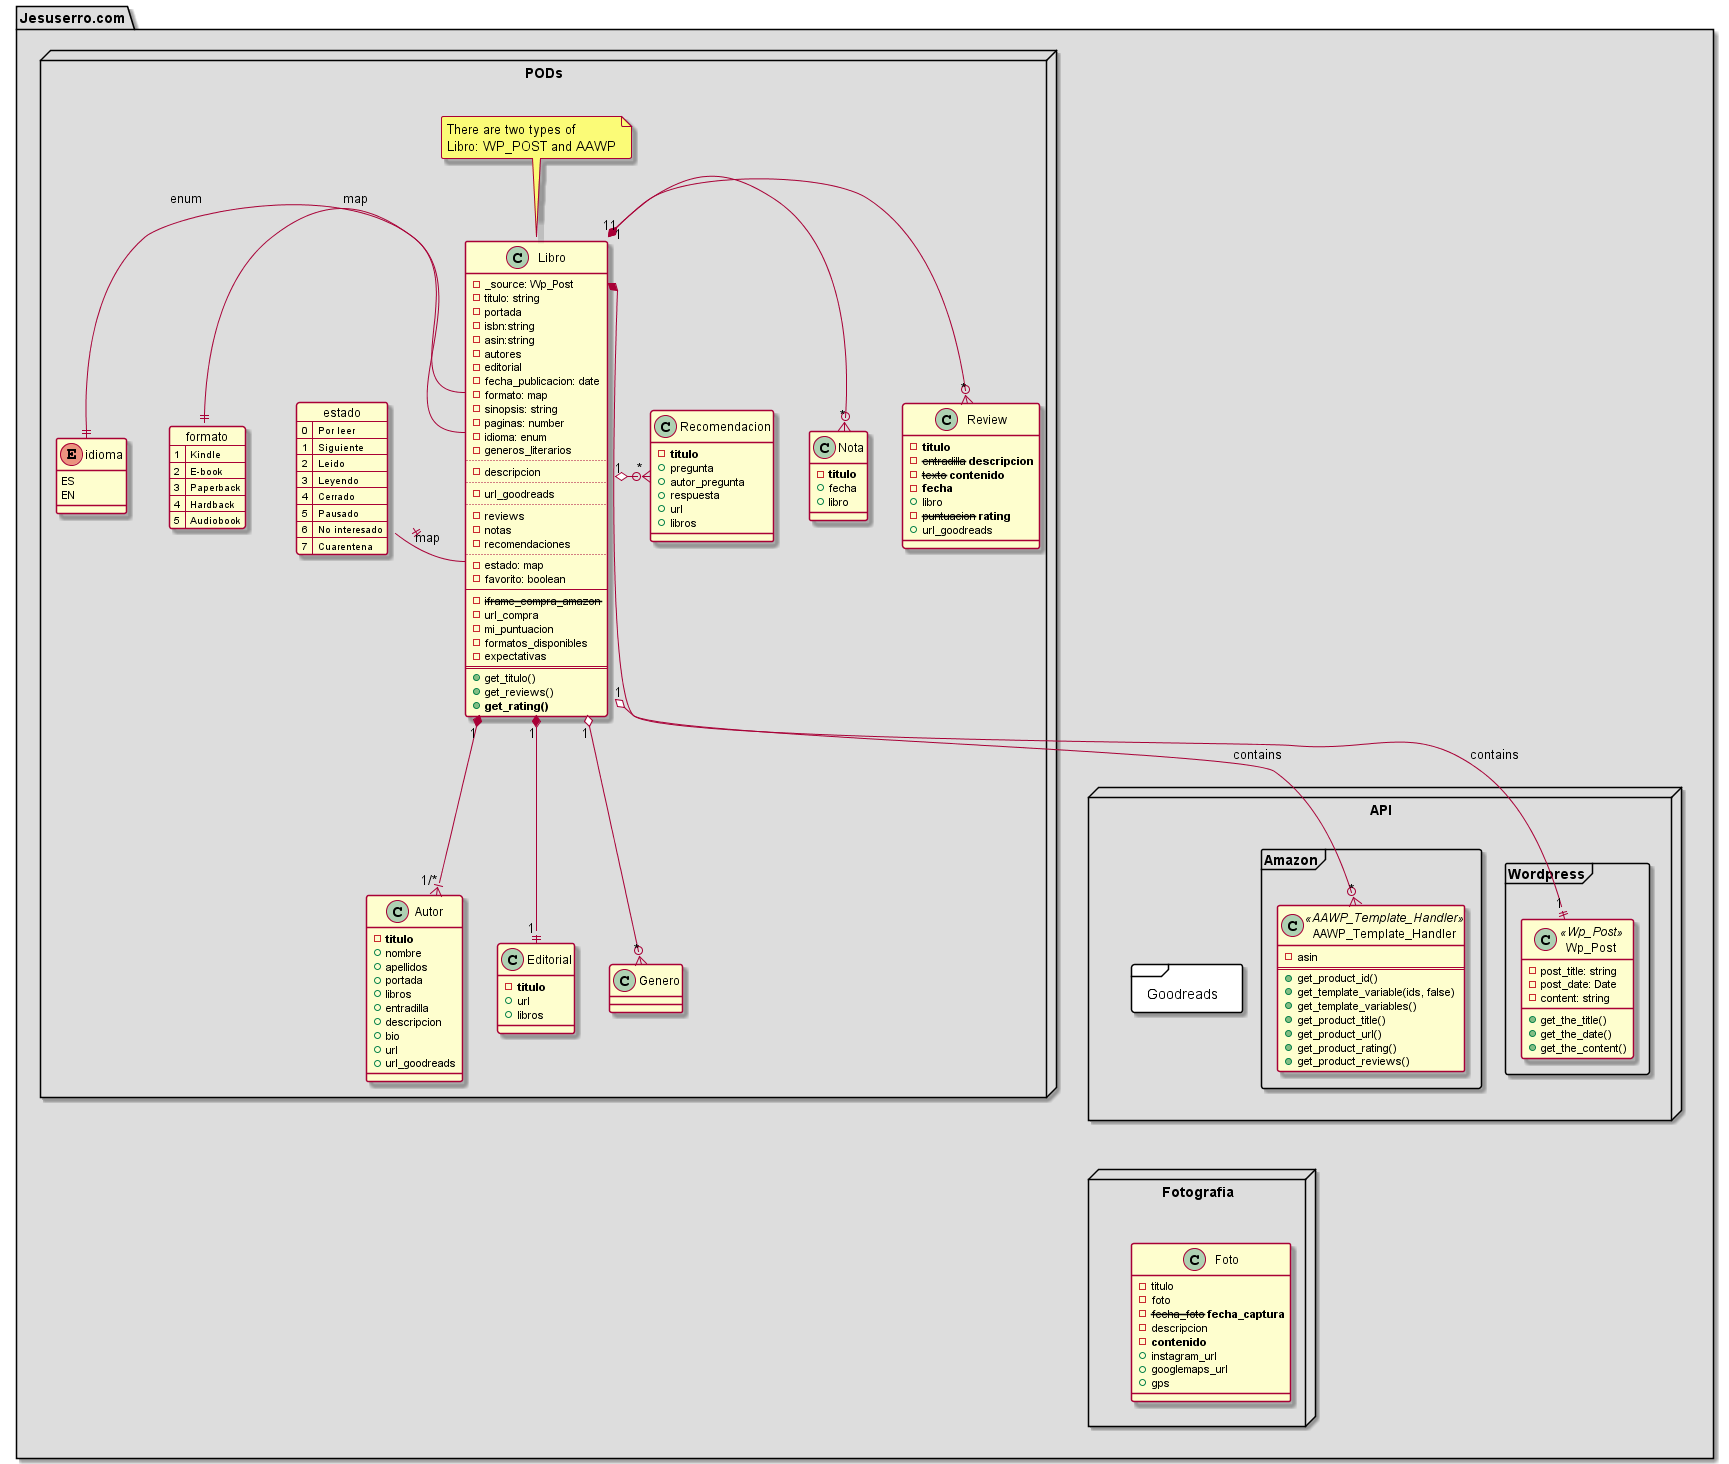 Jesuserro.com
PODs
There are two types of
Libro: WP_POST and AAWP
enum
map
1
1
1
Libro
_source: Wp_Post
titulo: string
portada
isbn:string
asin:string
autores
editorial
fecha_publicacion: date
formato: map
sinopsis: string
paginas: number
idioma: enum
generos_literarios
descripcion
url_goodreads
reviews
notas
recomendaciones
estado: map
favorito: boolean
iframe_compra_amazon
url_compra
mi_puntuacion
formatos_disponibles
expectativas
get_titulo()
get_reviews()
get_rating()
E idioma
ES
EN
formato
1 Kindle
2 E-book
3 Paperback
4 Hardback
5 Audiobook
estado
0 Por leer
1 Siguiente
2 Leido
3 Leyendo
4 Cerrado
5 Pausado
6 No interesado
7 Cuarentena
map
1 *
C Recomendacion
titulo
pregunta
autor_pregunta
respuesta
url
libros
*
C Nota
titulo
fecha
libro
*
C Review
titulo
entradilla descripcion
texto contenido
fecha
libro
puntuacion rating
url_goodreads
1
1
1
1
contains
contains
1/*
C Autor
titulo
nombre
apellidos
portada
libros
entradilla
descripcion
bio
url
url_goodreads
1
C Editorial
titulo
url
libros
*
C Genero
API
Goodreads
Amazon
*
C «AAWP_Template_Handler»
AAWP_Template_Handler
asin
get_product_id()
get_template_variable(ids, false)
get_template_variables()
get_product_title()
get_product_url()
get_product_rating()
get_product_reviews()
Wordpress
1
C «Wp_Post»
Wp_Post
post_title: string
post_date: Date
content: string
get_the_title()
get_the_date()
get_the_content()
Fotografia
C Foto
titulo
foto
fecha_foto fecha_captura
descripcion
contenido
instagram_url
googlemaps_url
gps